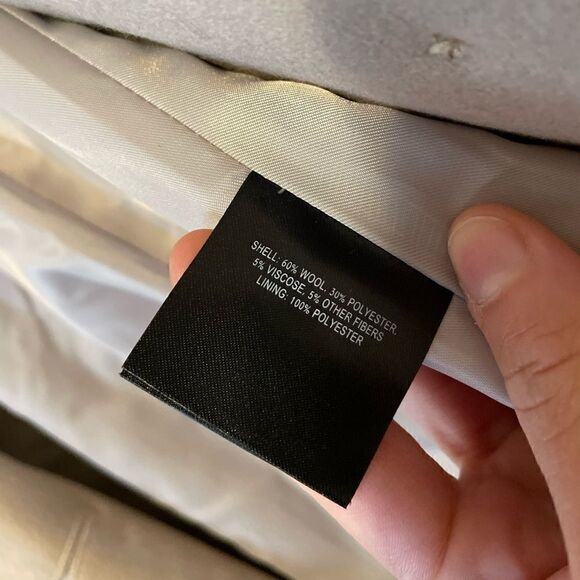 SHELL: 60% WOOL. 30% POLYESTER.
5% VISCOSE. 5% OTHER FIBERS
LINING: 100% POLYESTER